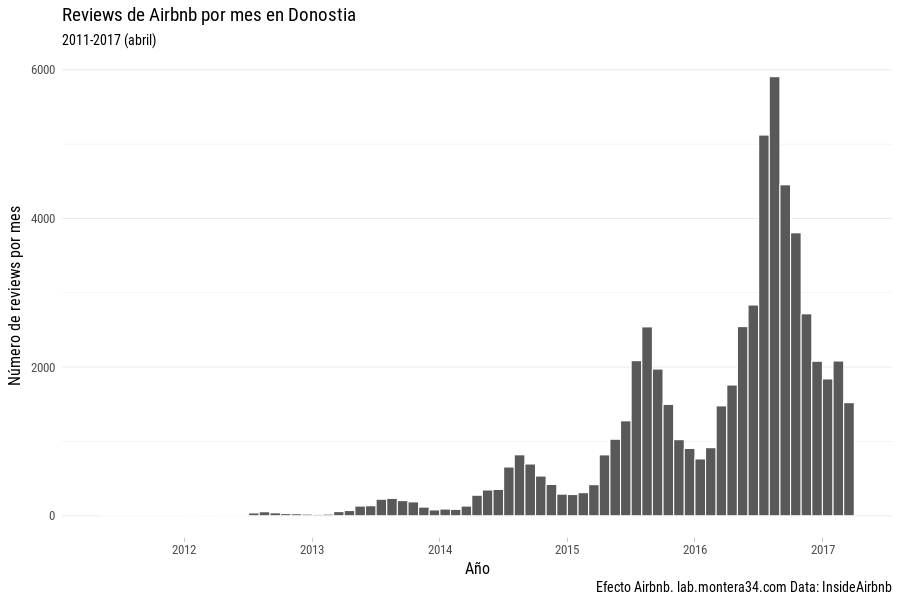 Reviews de Airbnb por mes en Donostia
2011-2017 (abril)
Número de reviews por mes
6000
4000
2000
0
2012 2013 2014 2015 2016 2017
Año
Efecto Airbnb. lab.montera34.com Data: InsideAirbnb